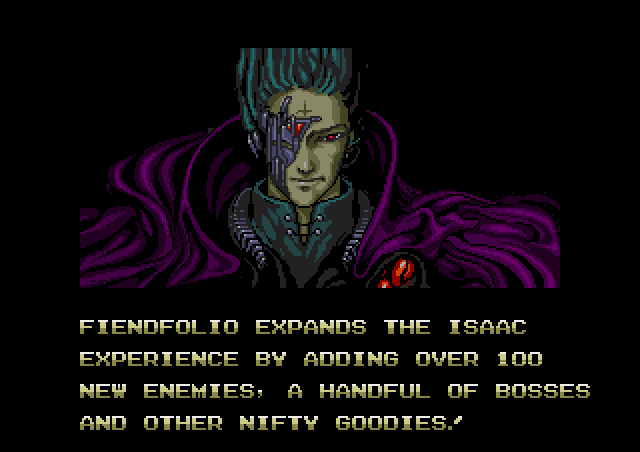 FIENDFOLIO EXPANDS THE ISAAC
EXPERIENCE BY ADDING OVER 100
NEW ENEMIES, A HANDFUL OF BOSSES
AND OTHER NIFTY GOODIES.